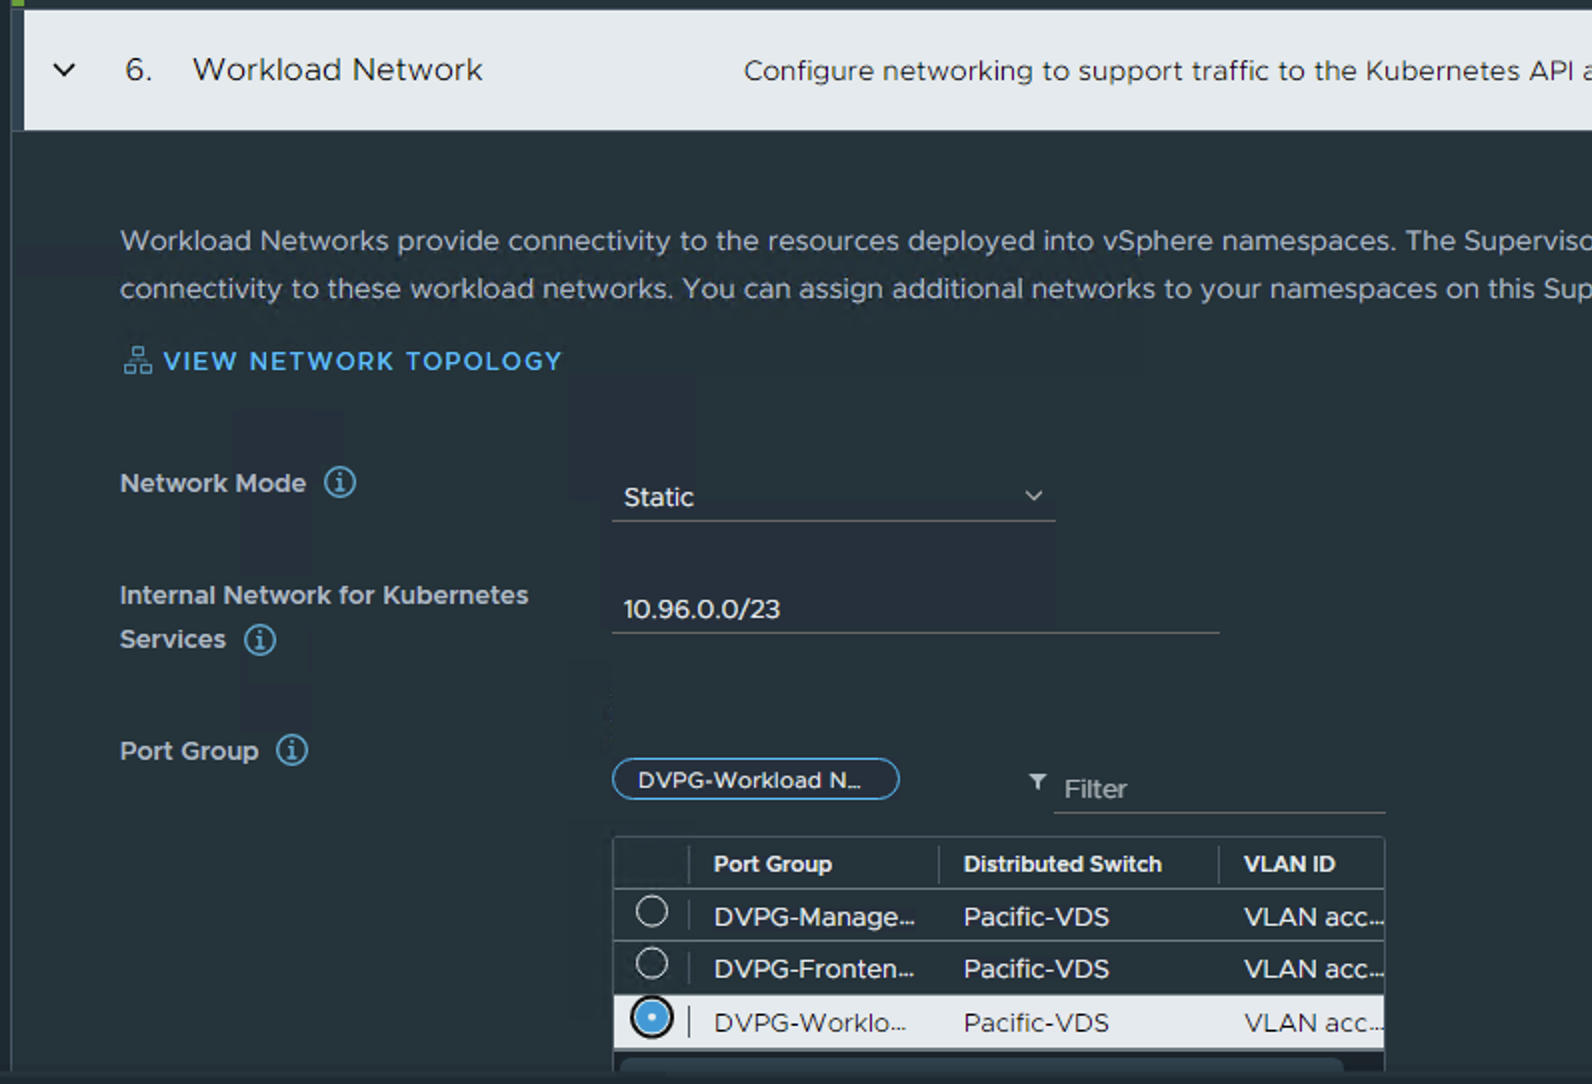 6. Workload Network Configure networking to support traffic to the Kubernetes API
Workload Networks provide connectivity to the resources deployed into vSphere namespaces. The
connectivity to these workload networks. You can assign additional networks to your namespaces on this
VIEW NETWORK TOPOLOGY
Network Mode Static
Internal Network for Kubernetes
Services
10.96.0.0/23
Port Group
DVPG-Workload N... Filter
Port Group Distributed Switch VLAN ID
DVPG-Manage... Pacific-VDS VLAN acc...
DVPG-Fronten... Pacific-VDS VLAN acc...
DVPG-Worklo... Pacific-VDS VLAN acc...